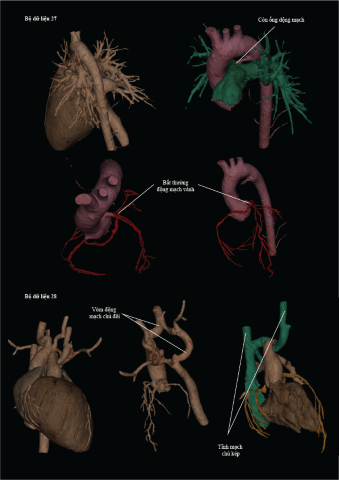 Bộ dữ liệu 27
Còn ống động mạch
Bất thường
động mạch vành
Bộ dữ liệu 28
Vòm động
mạch chủ đôi
Tĩnh mạch
chủ kép